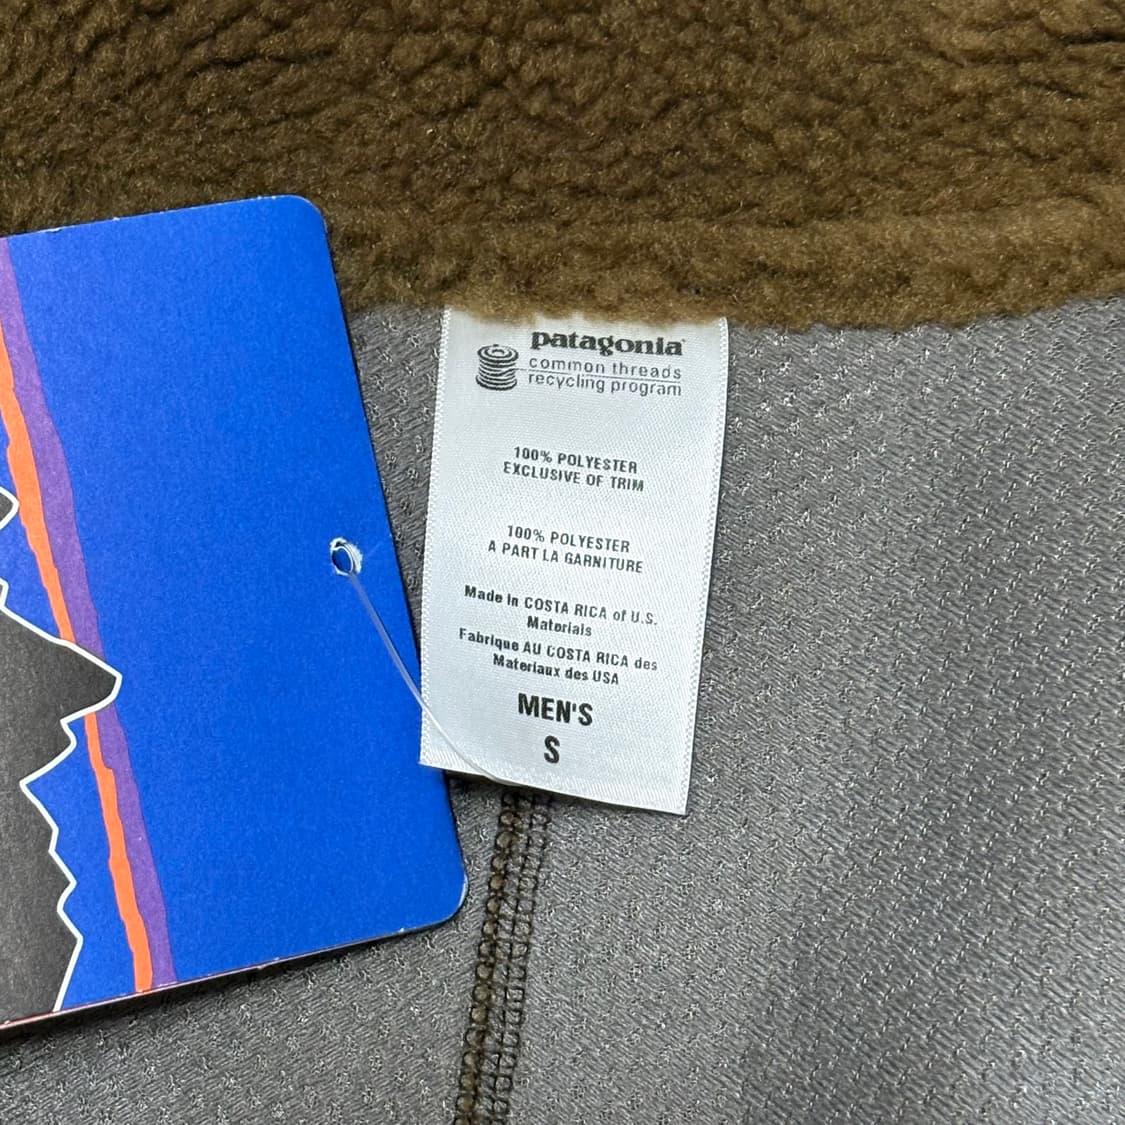 patagonia
common threads
recycling program
100% POLYESTER
EXCLUSIVE OF TRIM
100% POLYESTER
A PART LA GARNITURE
Made in COSTA RICA of U.S.
Materials
Fabrique AU COSTA RICA des
Materiaux des USA
MEN'S
S